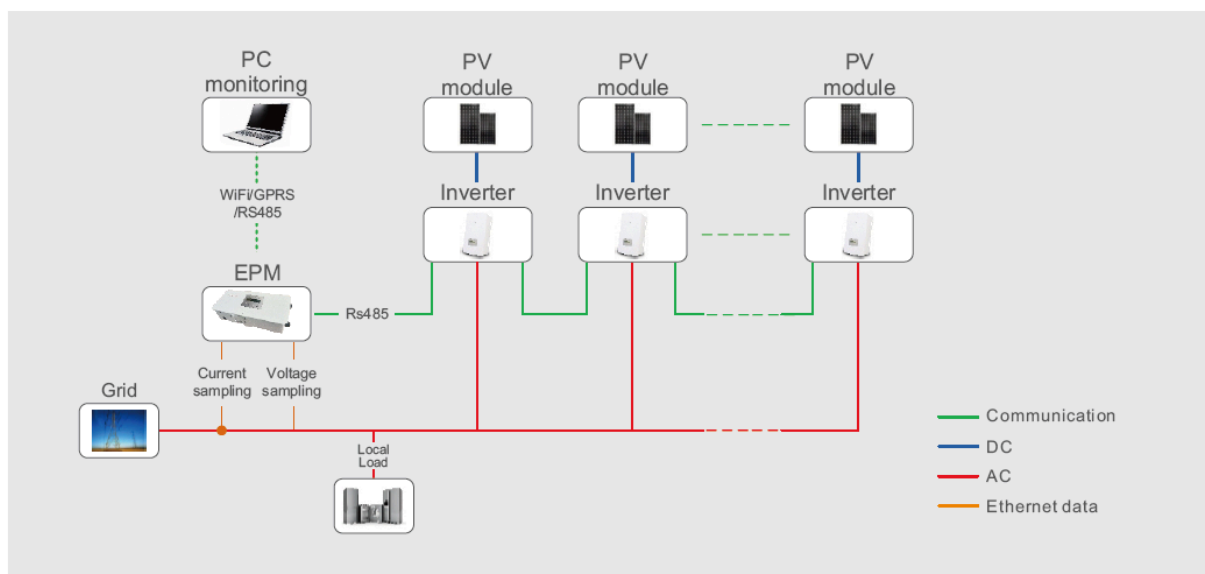 PC
monitoring
PV
module
PV
module
PV
module
WiFi/GPRS
/RS485
Inverter
Inverter
Inverter
EPM
Rs485
Current
sampling
Voltage
sampling
Grid
Local
Load
Communication
DC
AC
Ethernet data